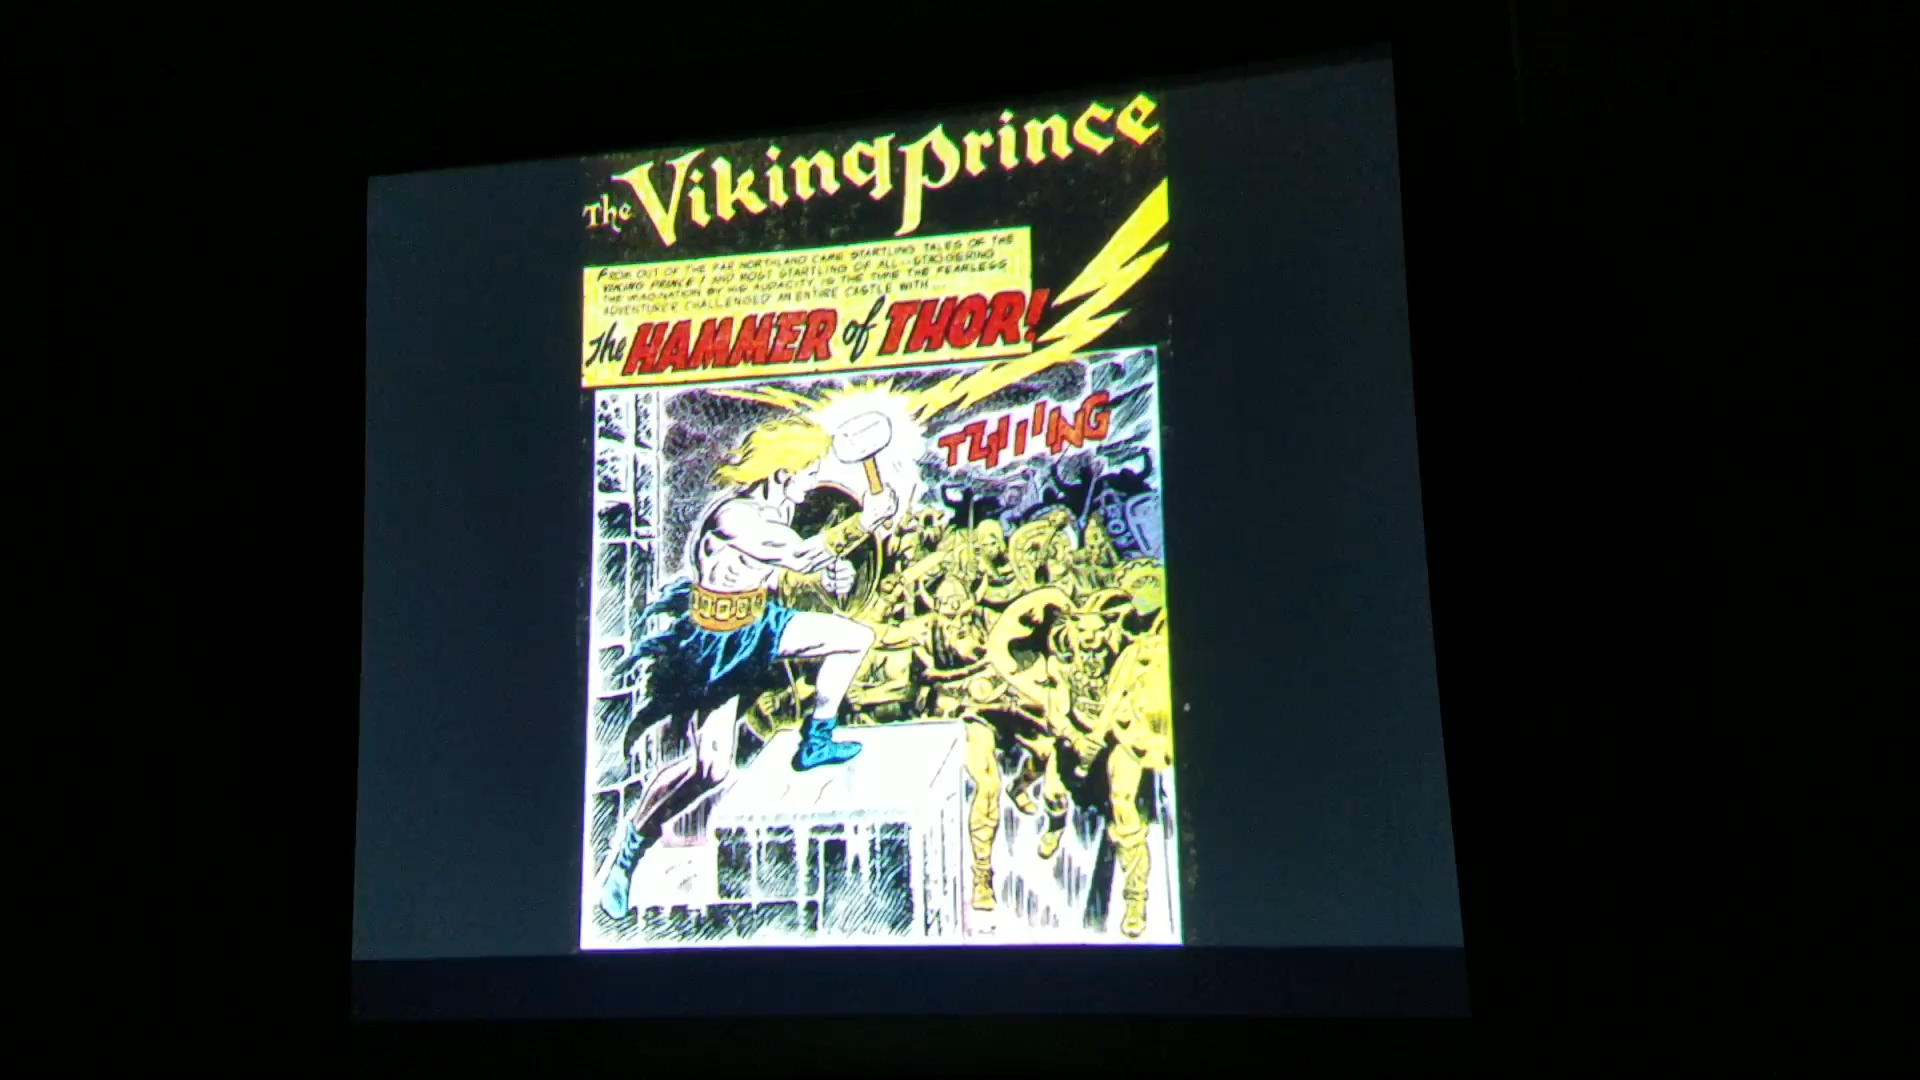 The Viking Prince
FROM OUT OF THE FAR NORTHLAND CAME STARTLING TALES OF THE
VIKING PRINCE! AND MOST STARTLING OF ALL--STAGGERING
THE IMAGINATION BY HIS AUDACITY, IS THE TIME THE FEARLESS
ADVENTURER CHALLENGED AN ENTIRE CASTLE WITH...
The HAMMER of THOR!